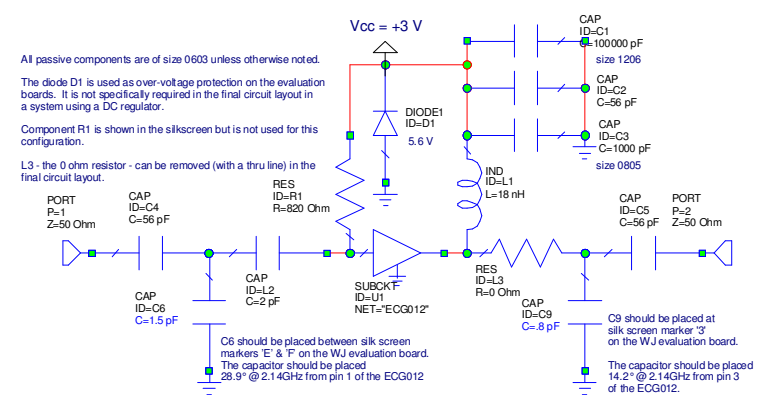 Vcc = +3 V
CAP
ID=C1
C=100000 pF
size 1206
All passive components are of size 0603 unless otherwise noted.
The diode D1 is used as over-voltage protection on the evaluation
boards. It is not specifically required in the final circuit layout in
a system using a DC regulator.
Component R1 is shown in the silkscreen but is not used for this
configuration.
L3 - the 0 ohm resistor - can be removed (with a thru line) in the
final circuit layout.
CAP
ID=C2
C=56 pF
DIODE1
ID=D1
5.6 V
CAP
ID=C3
C=1000 pF
size 0805
IND
ID=L1
L=18 nH
RES
ID=R1
R=820 Ohm
PORT
P=1
Z=50 Ohm
CAP
ID=C4
C=56 pF
CAP
ID=C5
C=56 pF
PORT
P=2
Z=50 Ohm
CAP
ID=L2
C=2 pF
SUBCKT
ID=U1
NET="ECG012"
RES
ID=L3
R=0 Ohm
CAP
ID=C6
C=1.5 pF
CAP
ID=C9
C=.8 pF
C6 should be placed between silk screen
markers 'E' & 'F' on the WJ evaluation board.
The capacitor should be placed
28.9° @ 2.14GHz from pin 1 of the ECG012
C9 should be placed at
silk screen marker '3'
on the WJ evaluation board.
The capacitor should be placed
14.2° @ 2.14GHz from pin 3
of the ECG012.